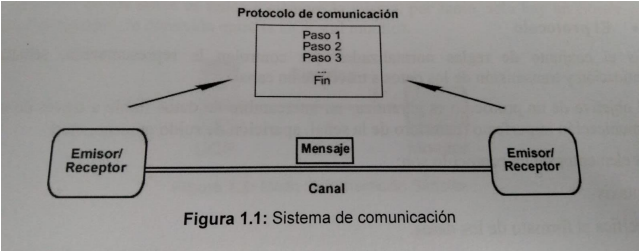 Protocolo de comunicación
Paso 1
Paso 2
Paso 3
...
Fin
Emisor/
Receptor
Mensaje
Emisor/
Receptor
Canal
Figura 1.1: Sistema de comunicación